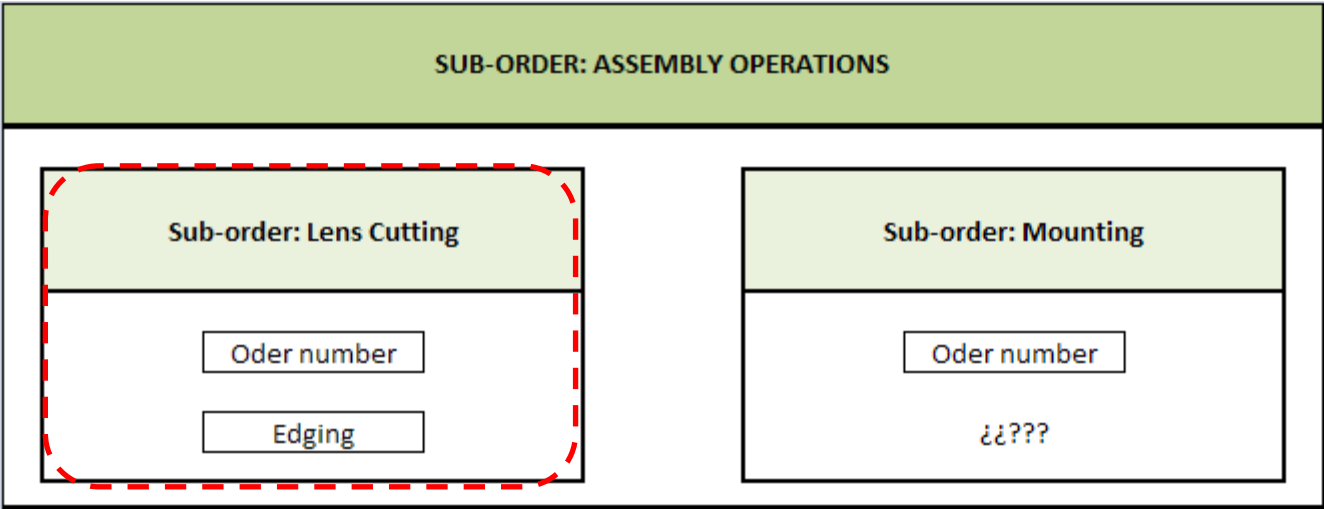 SUB-ORDER: ASSEMBLY OPERATIONS
Sub-order: Lens Cutting
Oder number
Edging
Sub-order: Mounting
Oder number
¿¿???